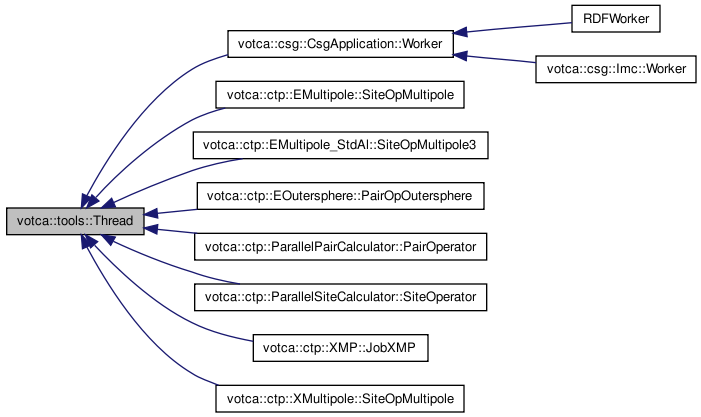 RDFWorker
votca::csg::CsgApplication::Worker
votca::csg::Imc::Worker
votca::ctp::EMultipole::SiteOpMultipole
votca::ctp::EMultipole_StdAl::SiteOpMultipole3
votca::ctp::EOutersphere::PairOpOutersphere
votca::tools::Thread
votca::ctp::ParallelPairCalculator::PairOperator
votca::ctp::ParallelSiteCalculator::SiteOperator
votca::ctp::XMP::JobXMP
votca::ctp::XMultipole::SiteOpMultipole